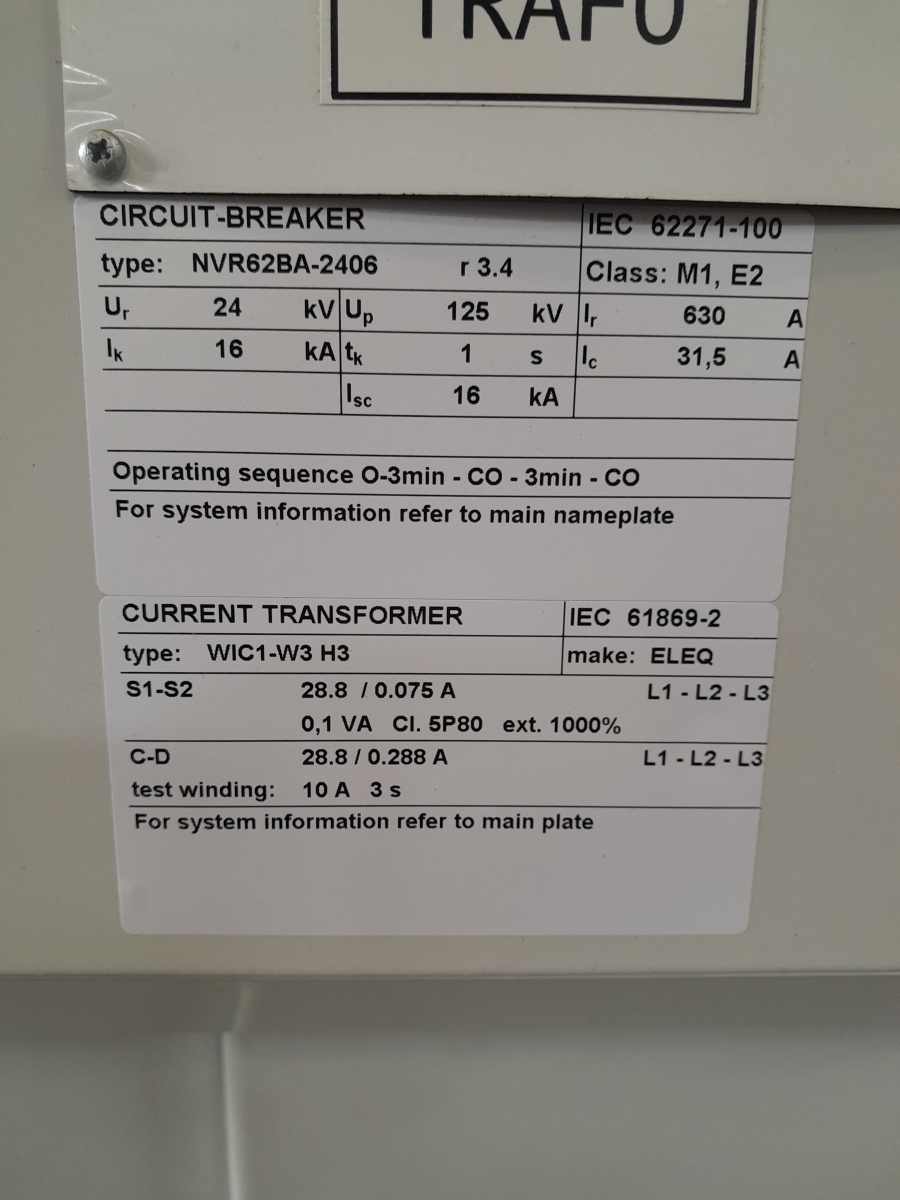 TRAFO
CIRCUIT-BREAKER IEC 62271-100
type: NVR62BA-2406 r 3.4 Class: M1, E2
Ur 24 kV Up 125 kV Ir 630 A
Ik 16 kA tk 1 s Ic 31,5 A
Isc 16 kA
Operating sequence O-3min - CO - 3min - CO
For system information refer to main nameplate
CURRENT TRANSFORMER IEC 61869-2
type: WIC1-W3 H3 make: ELEQ
S1-S2 28.8 / 0.075 A L1 - L2 - L3
0,1 VA Cl. 5P80 ext. 1000%
C-D 28.8 / 0.288 A L1 - L2 - L3
test winding: 10 A 3 s
For system information refer to main plate